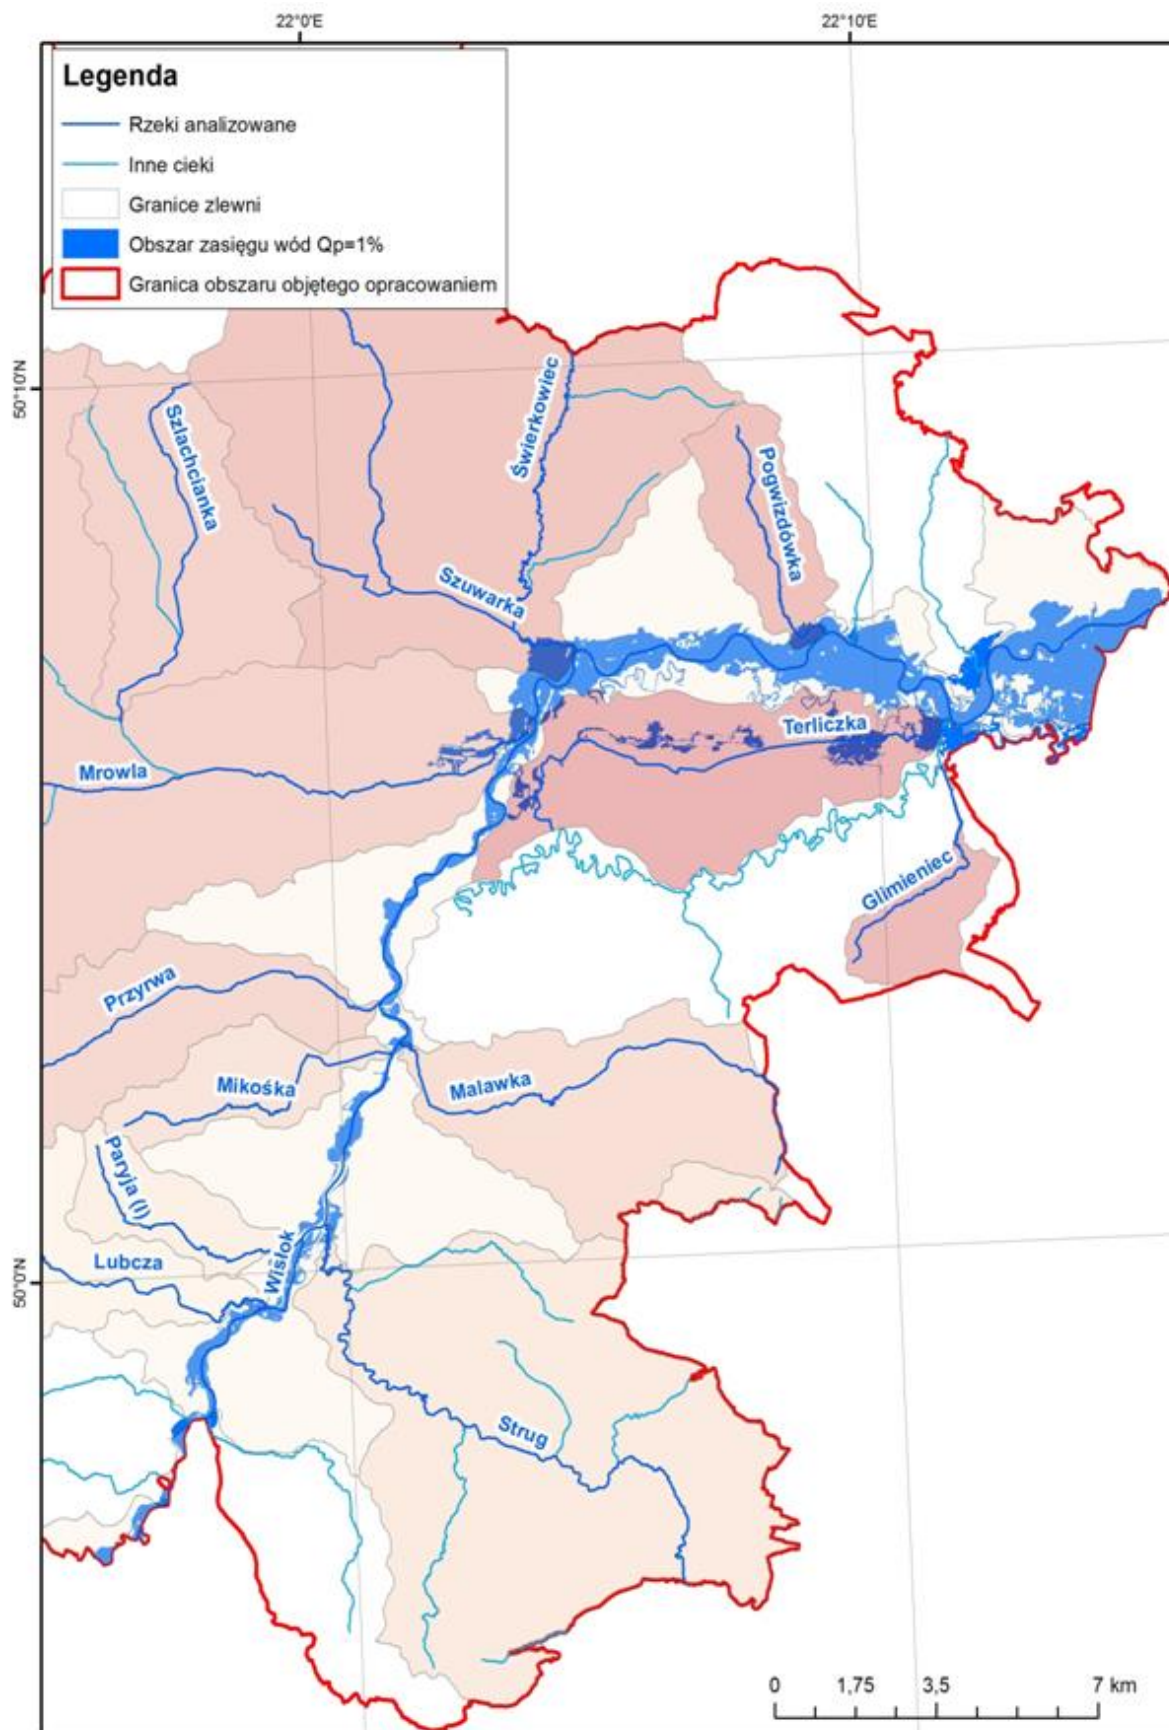 22°0'E
22°10'E
Legenda
Rzeki analizowane
Inne cieki
Granice zlewni
Obszar zasięgu wód Qp=1%
Granica obszaru objętego opracowaniem
50°10'N
Szlachcianka
Świerkowiec
Pogwizdówka
Szuwarka
Terliczka
Mrowla
Glimieniec
Przyrwa
Mikośka
Malawka
Paryja (I)
Lubcza
Wisłok
50°0'N
Strug
0 1,75 3,5 7 km